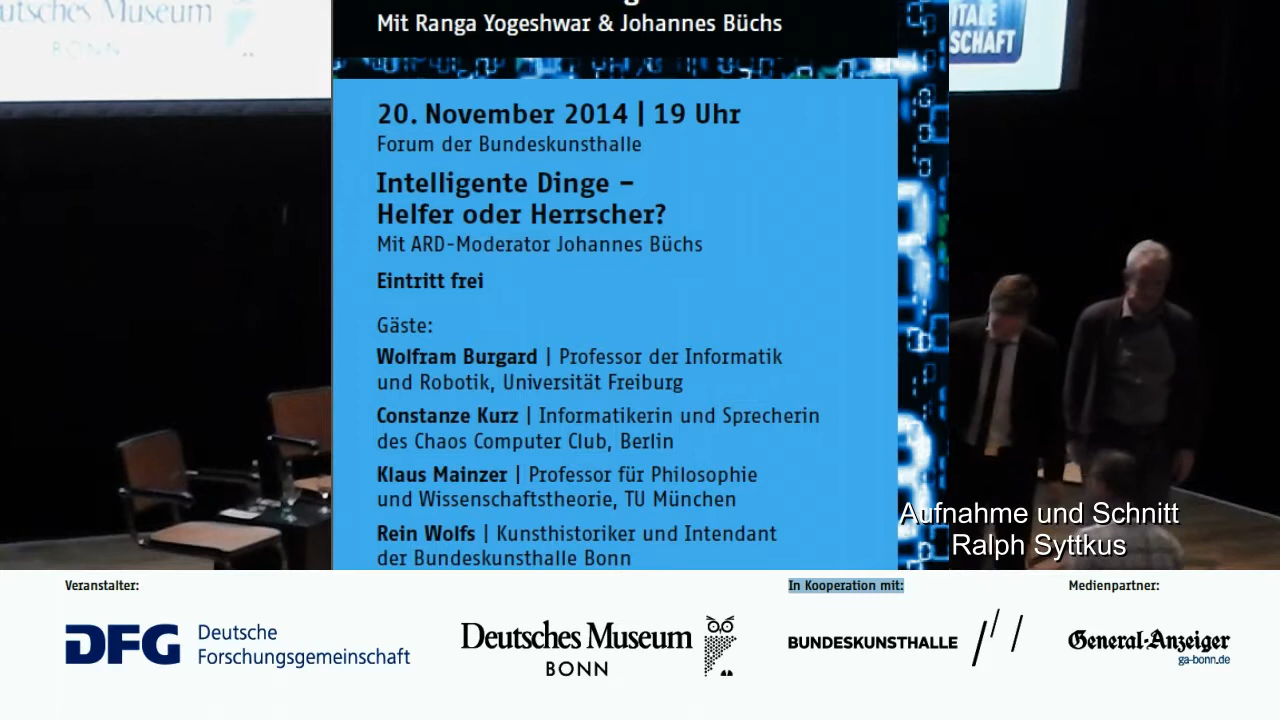 utsches Museum
BONN
Mit Ranga Yogeshwar & Johannes Büchs
ITALE
SCHAFT
20. November 2014 | 19 Uhr
Forum der Bundeskunsthalle
Intelligente Dinge –
Helfer oder Herrscher?
Mit ARD-Moderator Johannes Büchs
Eintritt frei
Gäste:
Wolfram Burgard | Professor der Informatik
und Robotik, Universität Freiburg
Constanze Kurz | Informatikerin und Sprecherin
des Chaos Computer Club, Berlin
Klaus Mainzer | Professor für Philosophie
und Wissenschaftstheorie, TU München
Rein Wolfs | Kunsthistoriker und Intendant
der Bundeskunsthalle Bonn
Aufnahme und Schnitt
Ralph Syttkus
Veranstalter:
In Kooperation mit:
Medienpartner:
DFG Deutsche
Forschungsgemeinschaft
Deutsches Museum
BONN
BUNDESKUNSTHALLE
General-Anzeiger
ga-bonn.de